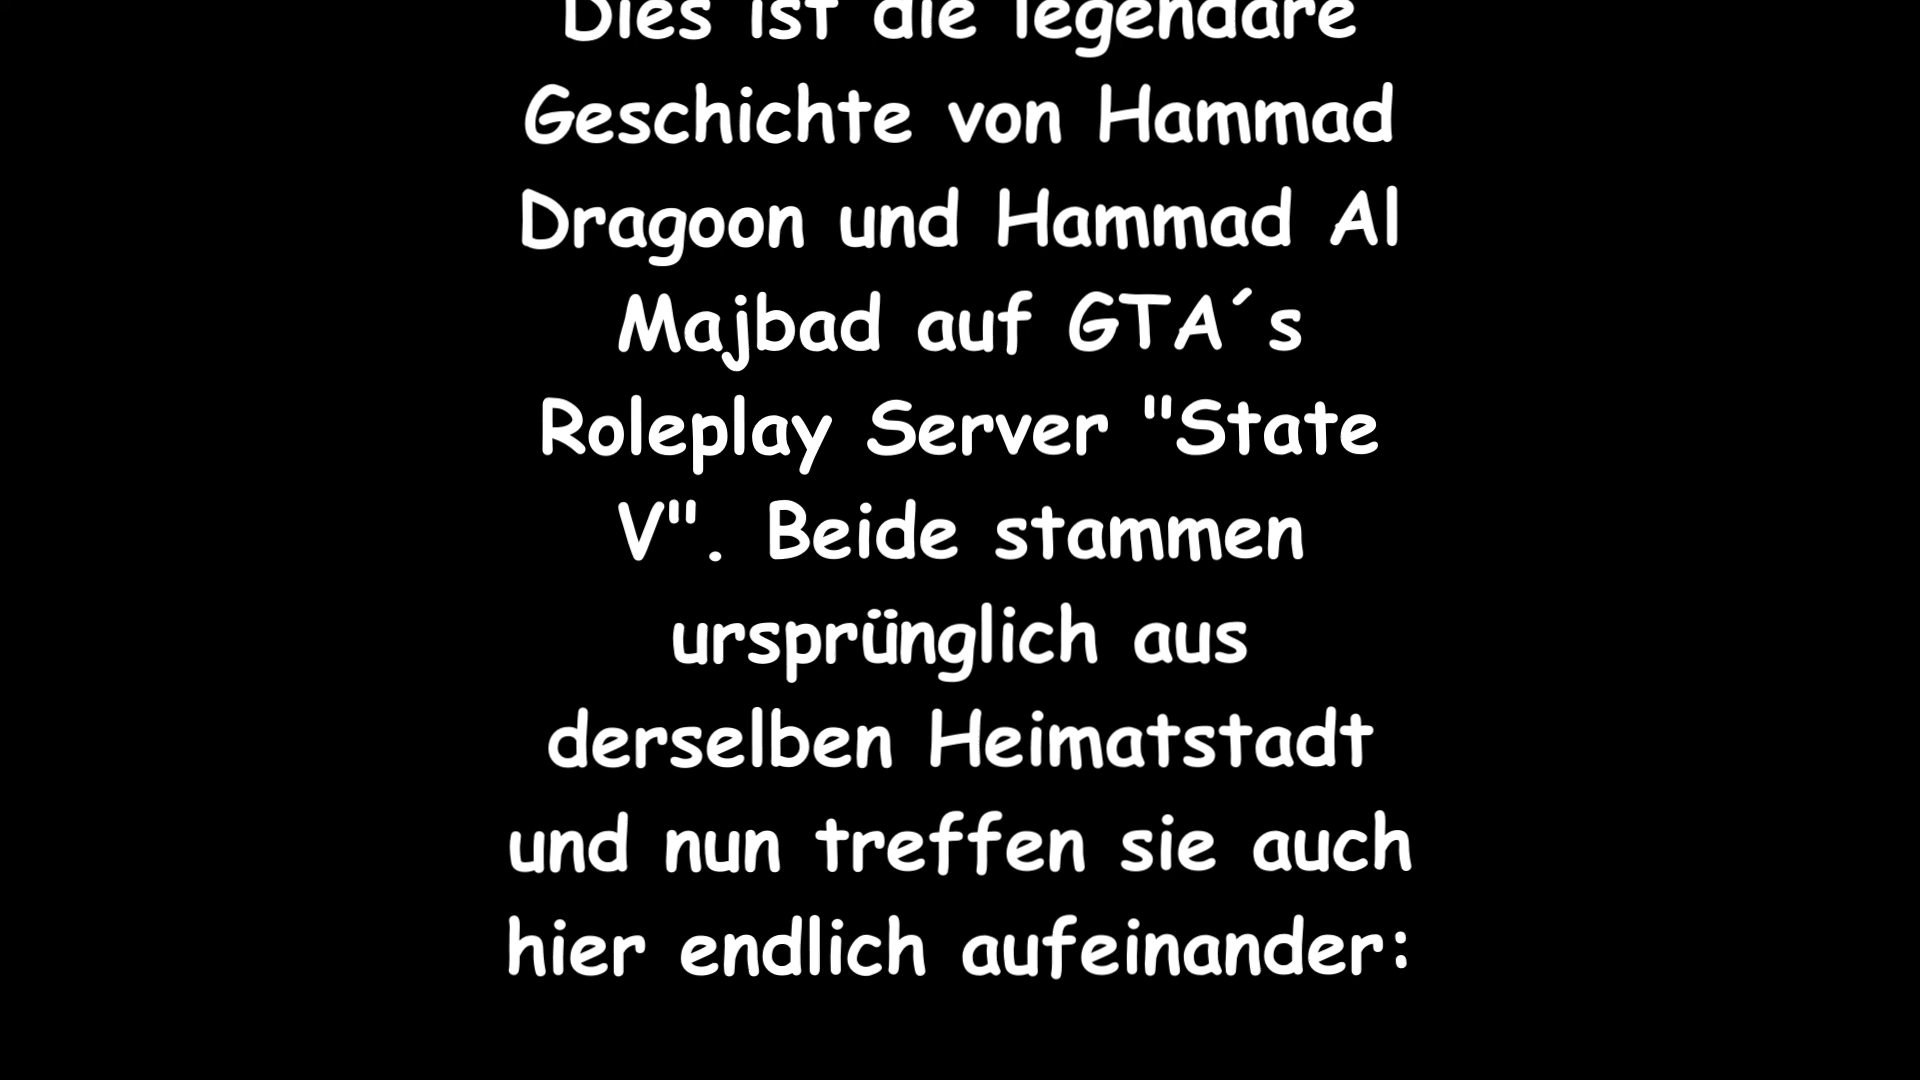 Dies ist die legendäre
Geschichte von Hammad
Dragoon und Hammad Al
Majbad auf GTA´s
Roleplay Server "State
V". Beide stammen
ursprünglich aus
derselben Heimatstadt
und nun treffen sie auch
hier endlich aufeinander: